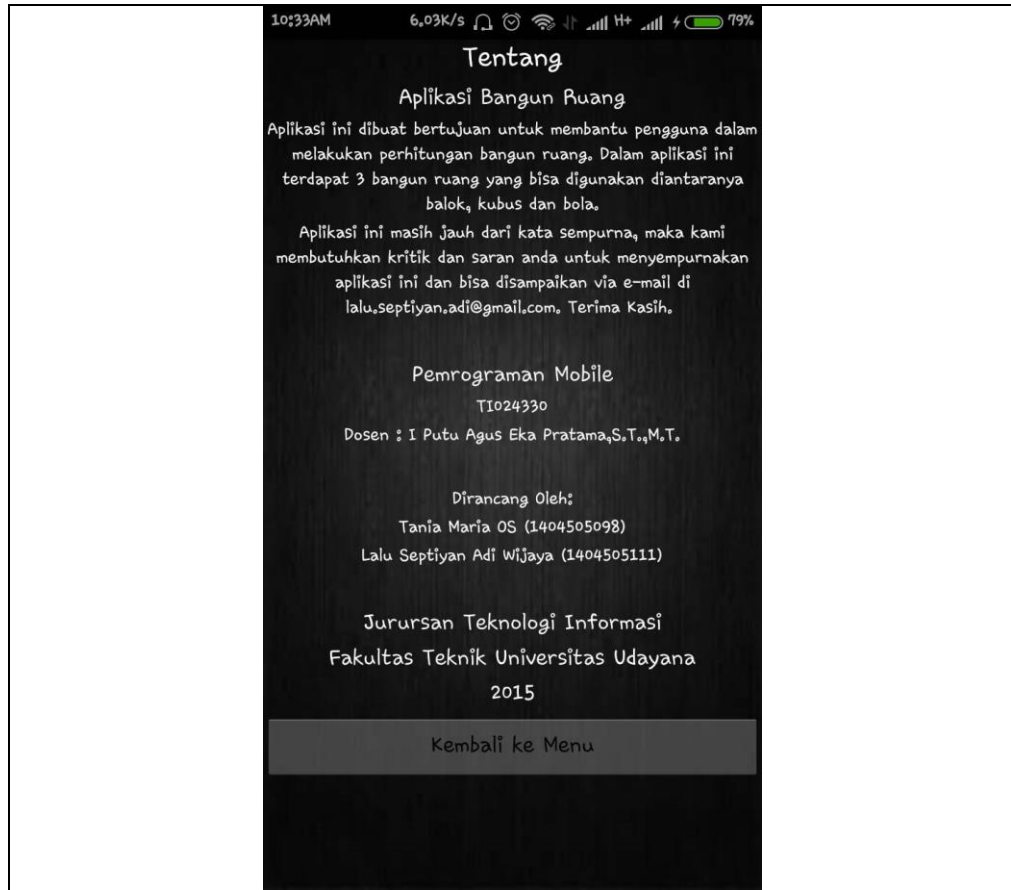 10:33AM 6,03K/s H+ 79%
Tentang
Aplikasi Bangun Ruang
Aplikasi ini dibuat bertujuan untuk membantu pengguna dalam
melakukan perhitungan bangun ruang. Dalam aplikasi ini
terdapat 3 bangun ruang yang bisa digunakan diantaranya
balok, kubus dan bola.
Aplikasi ini masih jauh dari kata sempurna, maka kami
membutuhkan kritik dan saran anda untuk menyempurnakan
aplikasi ini dan bisa disampaikan via e-mail di
lalu.septiyan.adi@gmail.com. Terima Kasih.
Pemrograman Mobile
TI024330
Dosen : I Putu Agus Eka Pratama,S.T.,M.T.
Dirancang Oleh:
Tania Maria OS (1404505098)
Lalu Septiyan Adi Wijaya (1404505111)
Jurursan Teknologi Informasi
Fakultas Teknik Universitas Udayana
2015
Kembali ke Menu